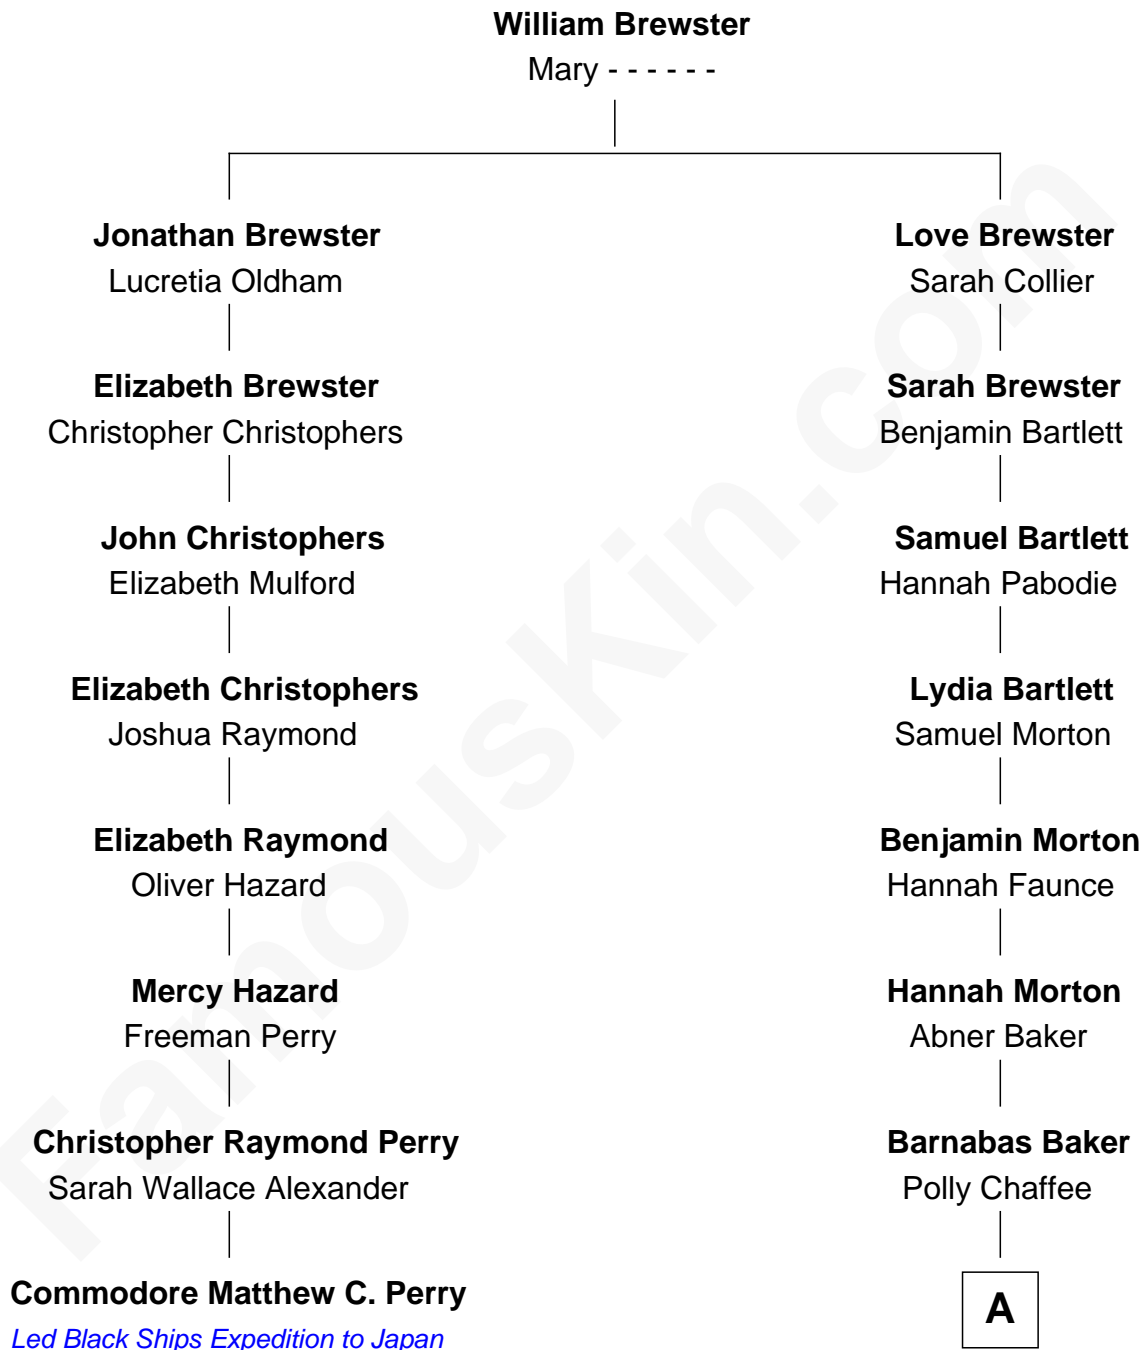 William Brewster
Mary - - - - - -
Jonathan Brewster
Lucretia Oldham
Love Brewster
Sarah Collier
Elizabeth Brewster
Christopher Christophers
Sarah Brewster
Benjamin Bartlett
John Christophers
Elizabeth Mulford
Samuel Bartlett
Hannah Pabodie
Elizabeth Christophers
Joshua Raymond
Lydia Bartlett
Samuel Morton
Elizabeth Raymond
Oliver Hazard
Benjamin Morton
Hannah Faunce
Mercy Hazard
Freeman Perry
Hannah Morton
Abner Baker
Christopher Raymond Perry
Sarah Wallace Alexander
Barnabas Baker
Polly Chaffee
Commodore Matthew C. Perry
Led Black Ships Expedition to Japan
A
FamousKin.com